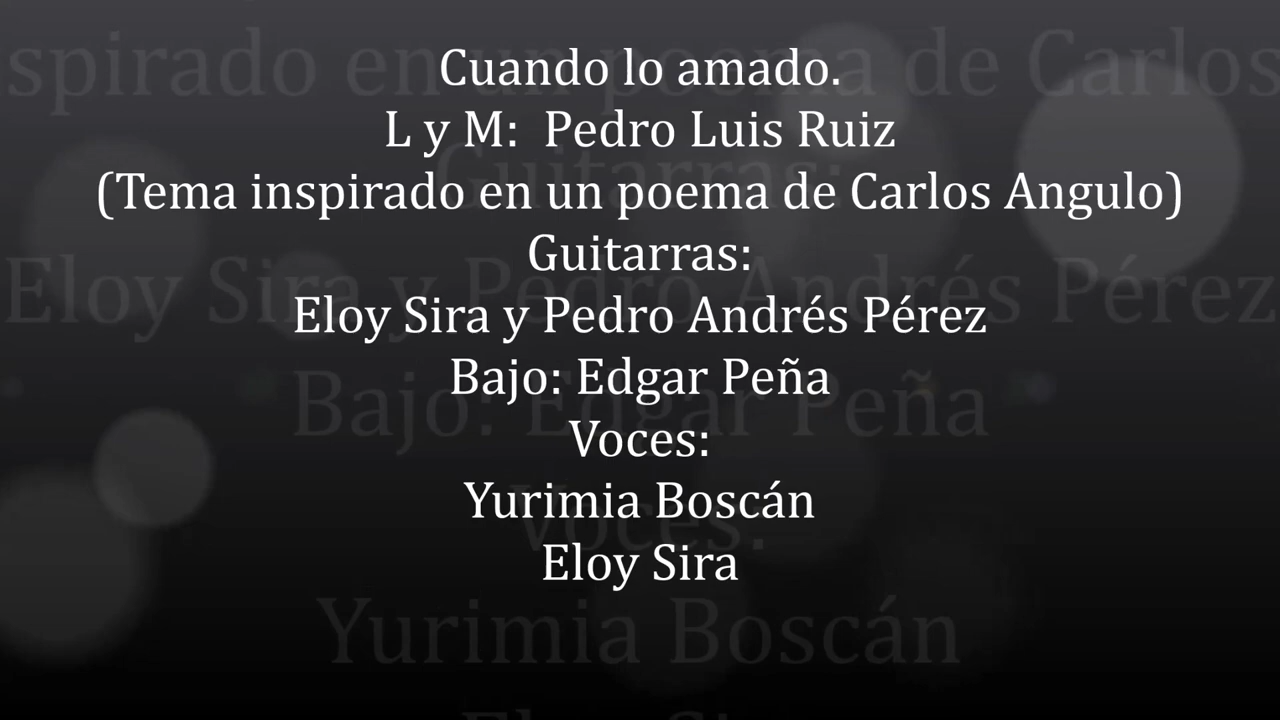 Cuando lo amado.
L y M:  Pedro Luis Ruiz
(Tema inspirado en un poema de Carlos Angulo)
Guitarras:
Eloy Sira y Pedro Andrés Pérez
Bajo: Edgar Peña
Voces:
Yurimia Boscán
Eloy Sira